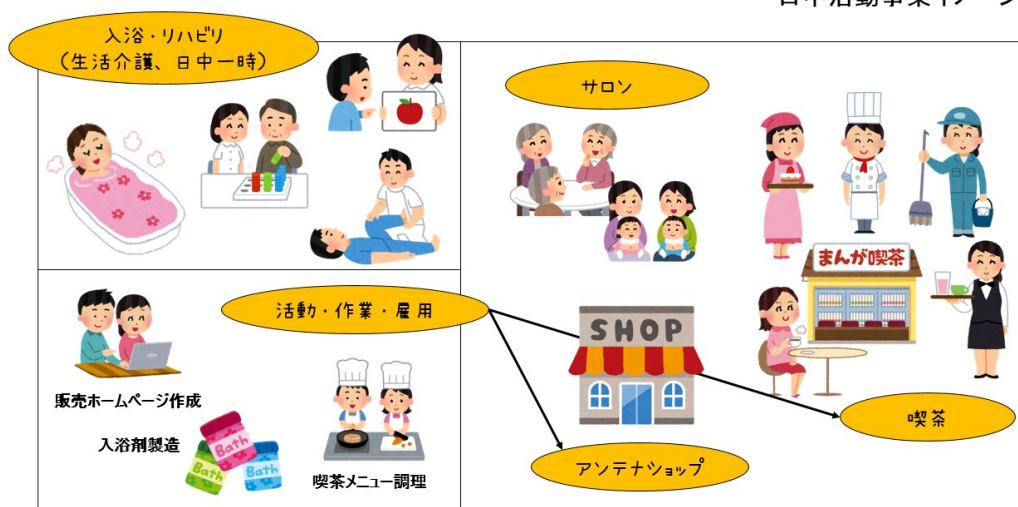 日中活動事業イメージ
入浴・リハビリ
(生活介護、日中一時)
サロン
まんが喫茶
活動・作業・雇用
SHOP
販売ホームページ作成
入浴剤製造
Bath
Bath
Bath
喫茶メニュー調理
喫茶
アンテナショップ